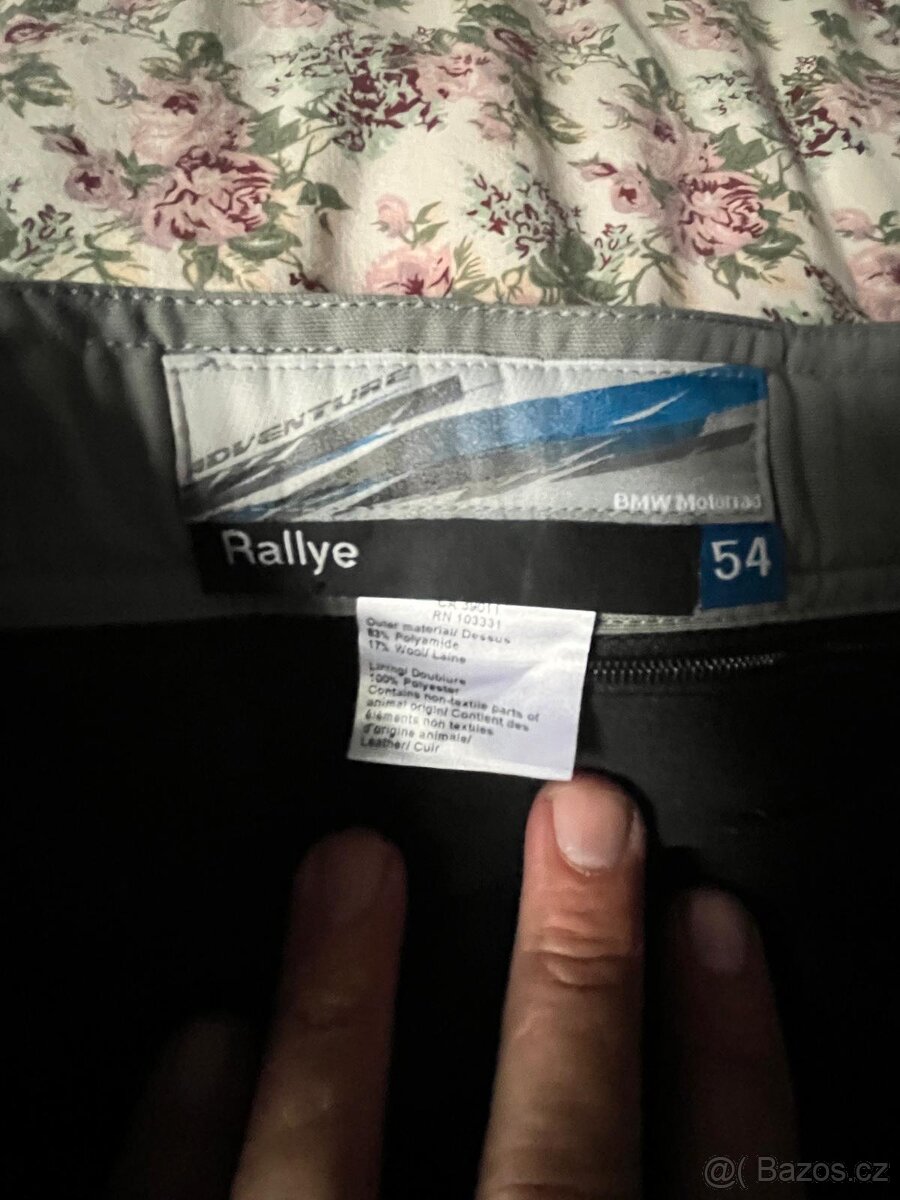 ADVENTURE
BMW Motorrad
Rallye
54
CA 39011
RN 103331
Outer material/ Dessus
83% Polyamide
17% Wool/ Laine
Lining/ Doublure
100% Polyester
Contains non-textile parts of
animal origin/ Contient des
éléments non textiles
d'origine animale/
Leather/ Cuir
@( Bazos.cz